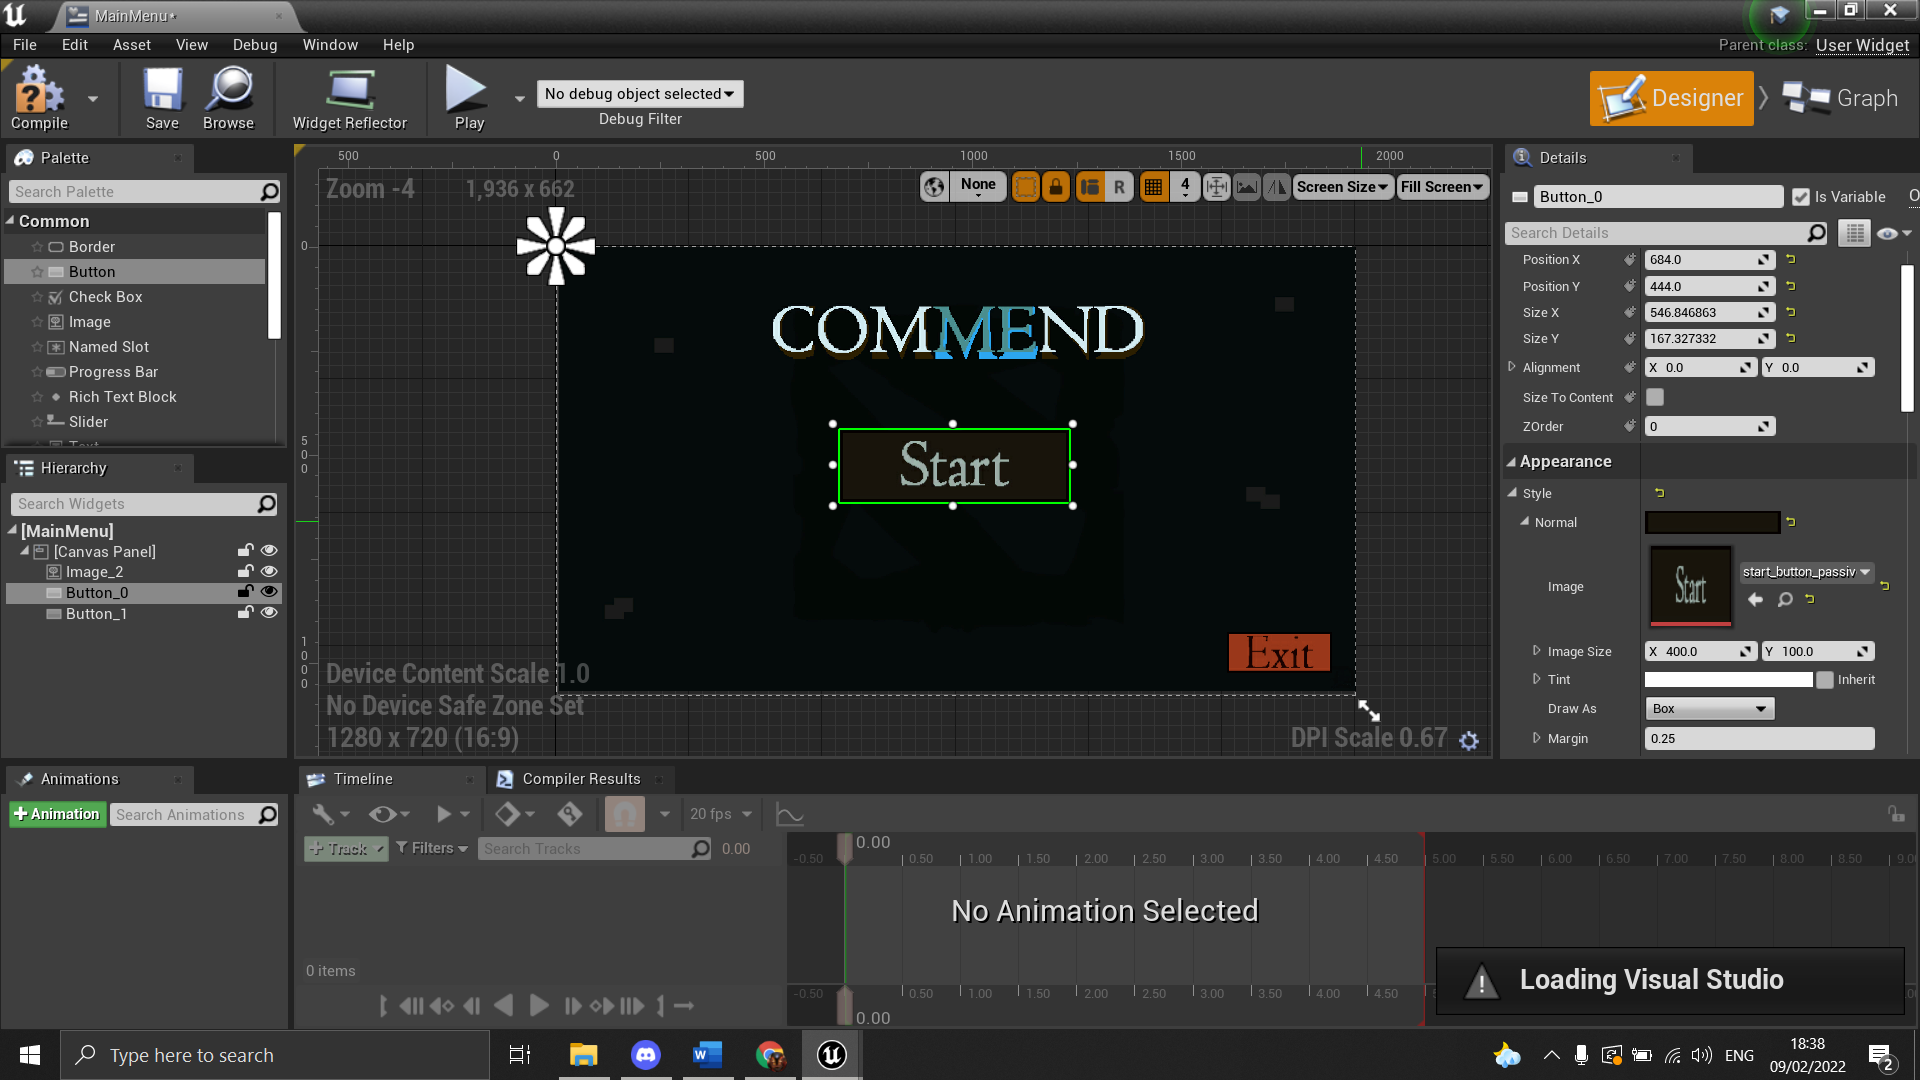 MainMenu*
File Edit Asset View Debug Window Help
Parent class: User Widget
Compile
Save
Browse
Widget Reflector
Play
No debug object selected
Debug Filter
Designer
Graph
Palette
Search Palette
Common
Border
Button
Check Box
Image
Named Slot
Progress Bar
Rich Text Block
Slider
Text
Hierarchy
Search Widgets
[MainMenu]
[Canvas Panel]
Image_2
Button_0
Button_1
500 0 500 1000 1500 2000
Zoom -4
1,936 x 662
None
R
4
Screen Size
Fill Screen
0
500
1000
COMMEND
Start
Exit
Device Content Scale 1.0
No Device Safe Zone Set
1280 x 720 (16:9)
DPI Scale 0.67
Details
Button_0
Is Variable
Search Details
Position X 684.0
Position Y 444.0
Size X 546.846863
Size Y 167.327332
Alignment X 0.0 Y 0.0
Size To Content
ZOrder 0
Appearance
Style
Normal
Image
Start
start_button_passiv
Image Size X 400.0 Y 100.0
Tint
Inherit
Draw As Box
Margin 0.25
Animations
+ Animation
Search Animations
Timeline
Compiler Results
20 fps
+ Track
Filters
Search Tracks
0.00
0.00
-0.50 0.50 1.00 1.50 2.00 2.50 3.00 3.50 4.00 4.50 5.00 5.50 6.00 6.50 7.00 7.50 8.00 8.50 9.0
No Animation Selected
0 items
-0.50 0.50 1.00 1.50 2.00 2.50 3.00 3.50 4.00 4.50
0.00
Loading Visual Studio
Type here to search
ENG
18:38
09/02/2022
2